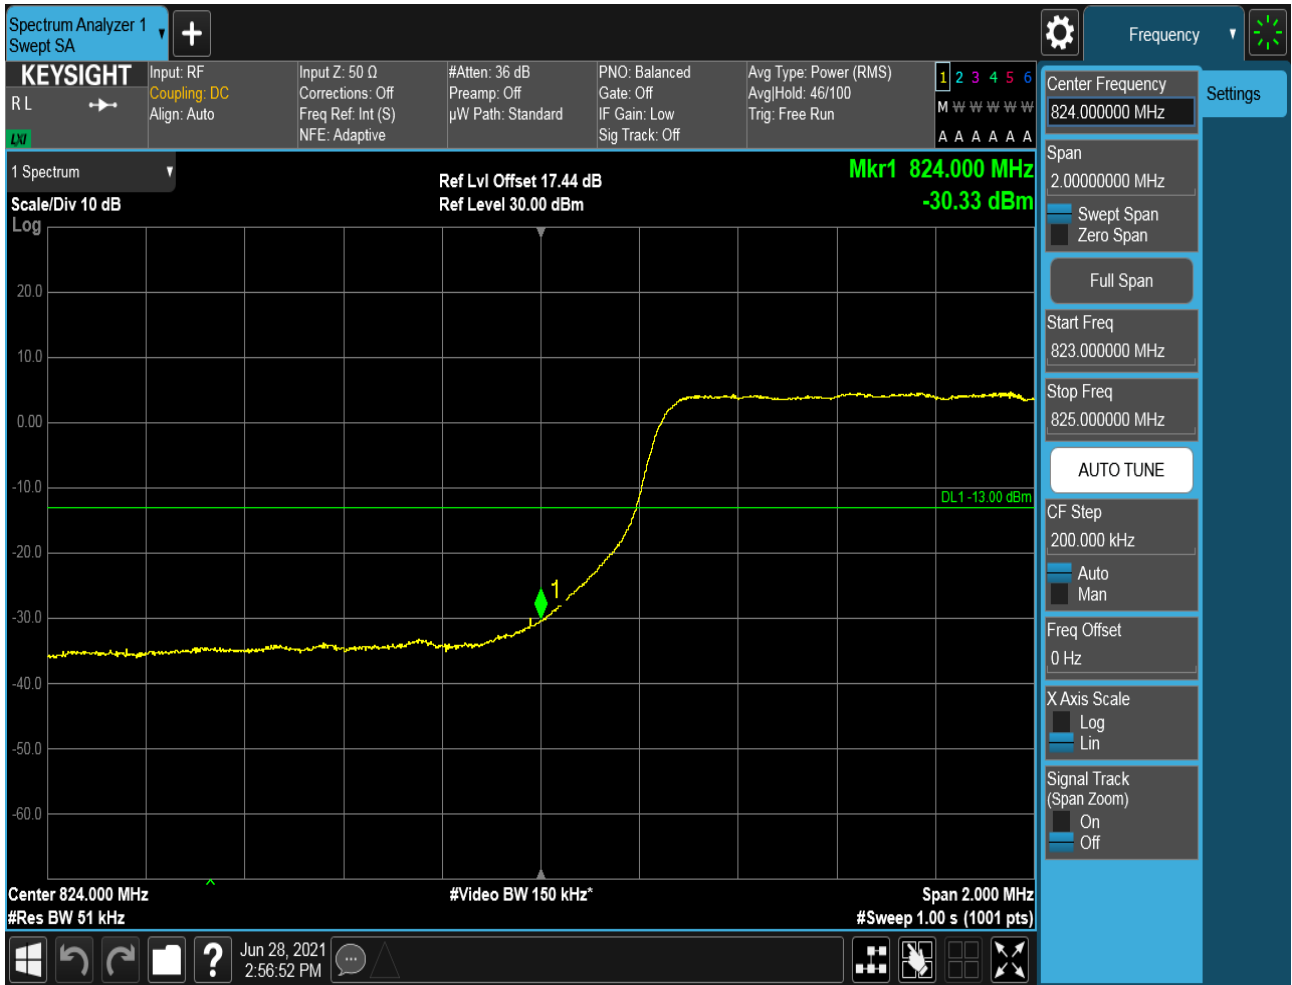 Spectrum Analyzer 1
Swept SA
Frequency
KEYSIGHT
R L
LXI
Input: RF
Coupling: DC
Align: Auto
Input Z: 50 Ω
Corrections: Off
Freq Ref: Int (S)
NFE: Adaptive
#Atten: 36 dB
Preamp: Off
µW Path: Standard
PNO: Balanced
Gate: Off
IF Gain: Low
Sig Track: Off
Avg Type: Power (RMS)
Avg|Hold: 46/100
Trig: Free Run
1 2 3 4 5 6
M W W W W W
A A A A A A
1 Spectrum
Scale/Div 10 dB
Log
Ref Lvl Offset 17.44 dB
Ref Level 30.00 dBm
Mkr1 824.000 MHz
-30.33 dBm
20.0
10.0
0.00
-10.0
-20.0
-30.0
-40.0
-50.0
-60.0
DL1 -13.00 dBm
1
Center 824.000 MHz
#Res BW 51 kHz
#Video BW 150 kHz*
Span 2.000 MHz
#Sweep 1.00 s (1001 pts)
?
Jun 28, 2021
2:56:52 PM
Center Frequency
824.000000 MHz
Settings
Span
2.00000000 MHz
Swept Span
Zero Span
Full Span
Start Freq
823.000000 MHz
Stop Freq
825.000000 MHz
AUTO TUNE
CF Step
200.000 kHz
Auto
Man
Freq Offset
0 Hz
X Axis Scale
Log
Lin
Signal Track
(Span Zoom)
On
Off